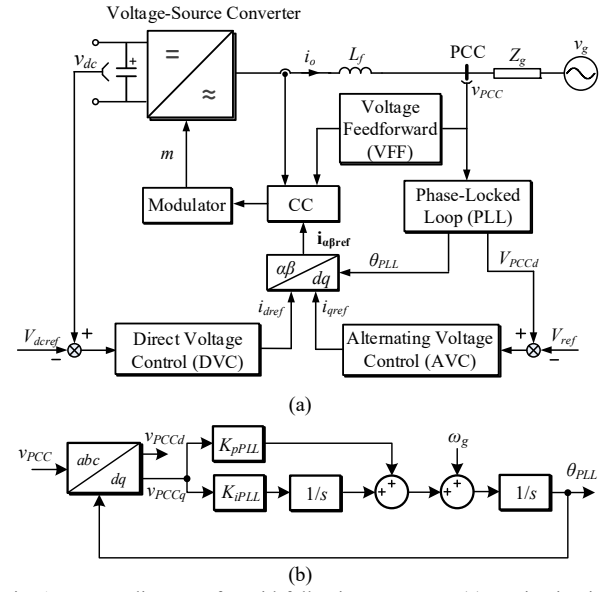 Voltage-Source Converter
v_dc
+
=
≈
i_o
L_f
PCC
Z_g
v_g
v_PCC
Voltage
Feedforward
(VFF)
m
Modulator
CC
Phase-Locked
Loop (PLL)
i_αβref
αβ
dq
θ_PLL
V_PCCd
i_dref
i_qref
V_dcref
+
−
Direct Voltage
Control (DVC)
Alternating Voltage
Control (AVC)
+
−
V_ref
(a)
v_PCC
abc
dq
v_PCCd
v_PCCq
K_pPLL
K_iPLL
1/s
+
+
ω_g
+
+
1/s
θ_PLL
(b)